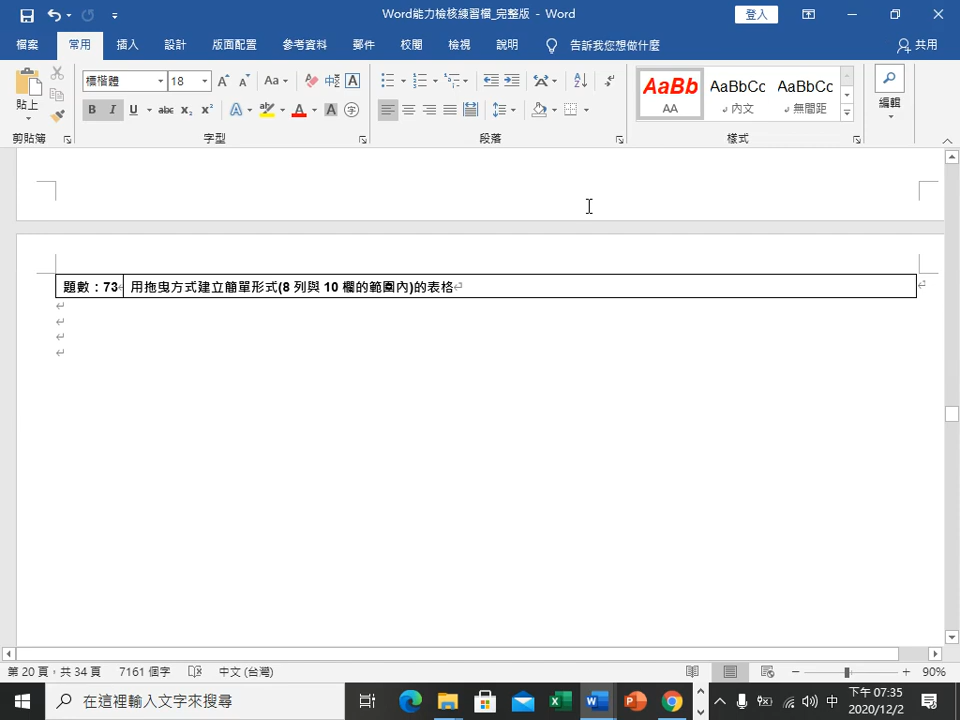 Word能力檢核練習檔_完整版 - Word
登入
檔案 常用 插入 設計 版面配置 參考資料 郵件 校閱 檢視 說明 告訴我您想做什麼 共用
貼上
標楷體 18
Aa
A
B I U abc X₂ X²
A A A 字
AaBb AaBbCc AaBbCc
AA 內文 無間距
編輯
剪貼簿 字型 段落 樣式
題數：73 用拖曳方式建立簡單形式(8 列與 10 欄的範圍內)的表格
第 20 頁，共 34 頁 7161 個字 中文 (台灣) 90%
在這裡輸入文字來搜尋
中
下午 07:35
2020/12/2